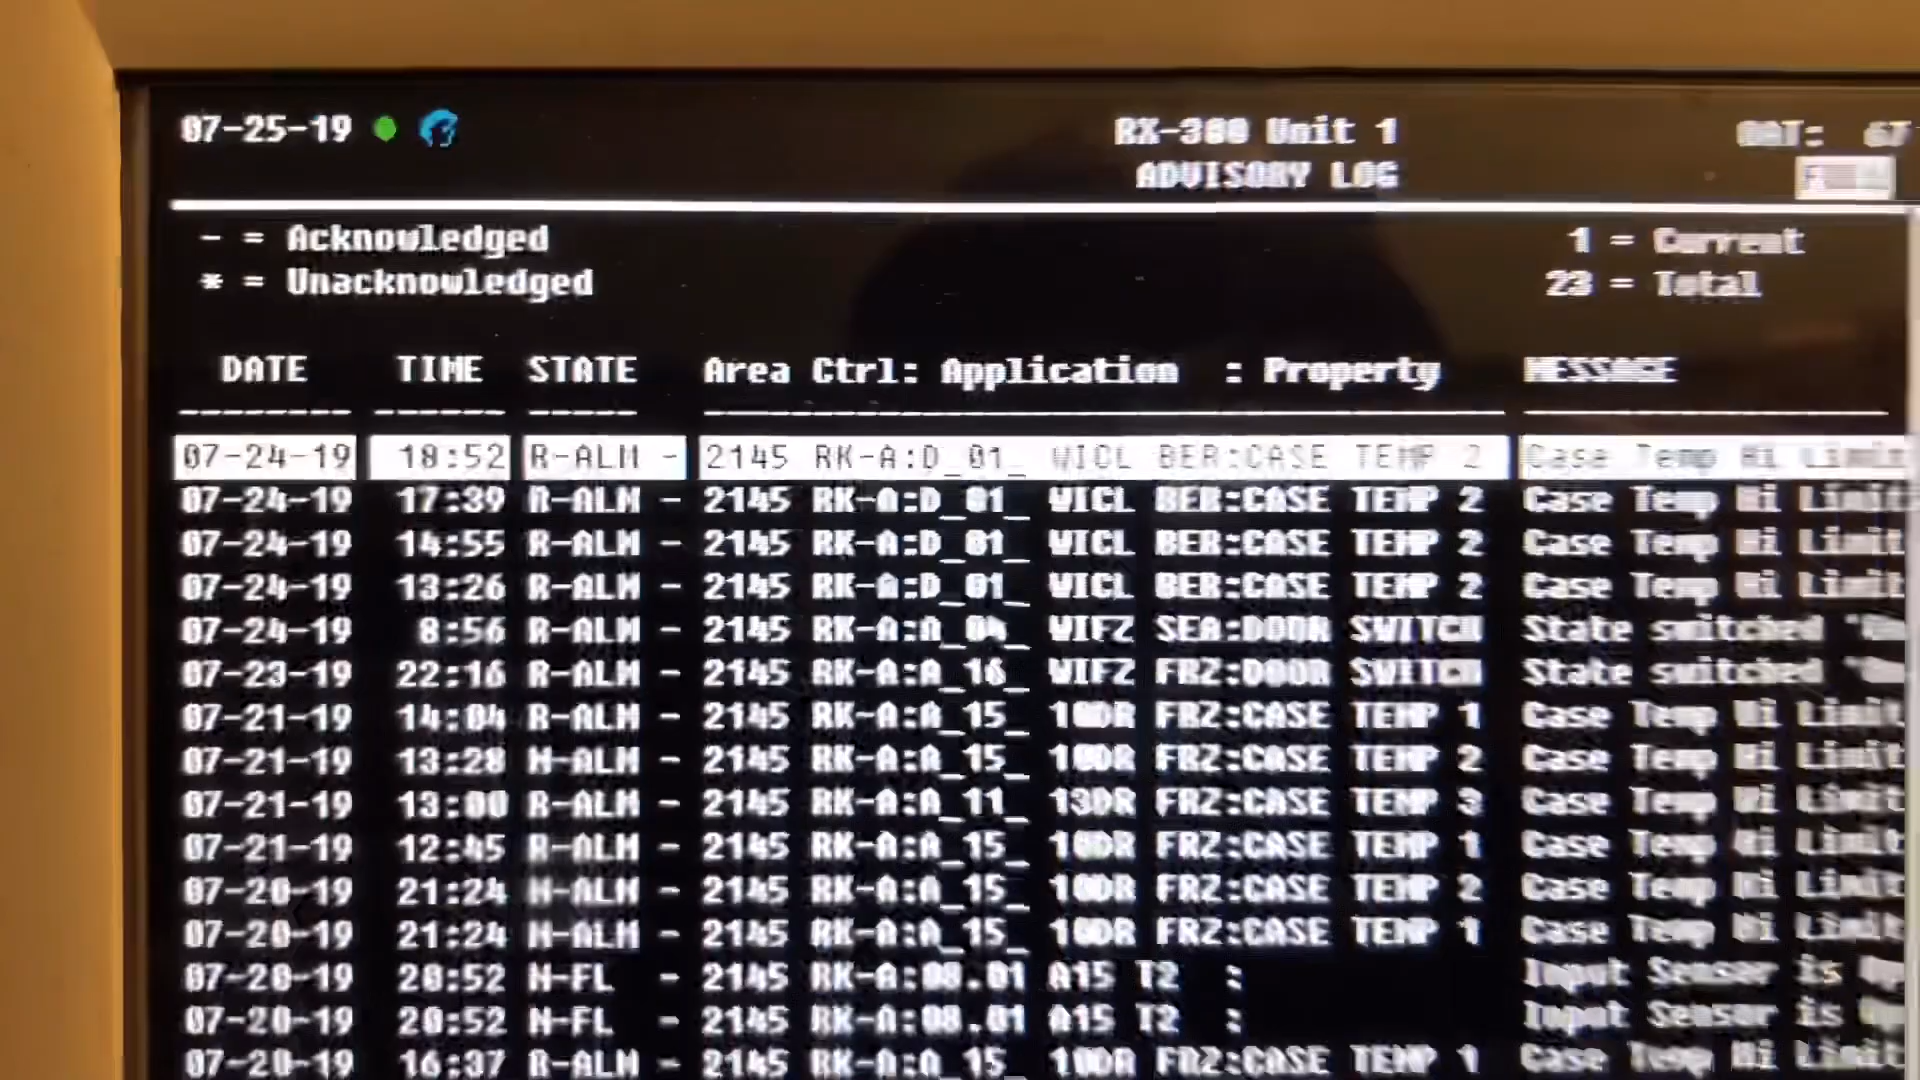 07-25-19 RX-300 Unit 1 OAT: 67
ADVISORY LOG
- = Acknowledged 1 = Current
* = Unacknowledged 23 = Total
DATE TIME STATE Area Ctrl: Application : Property MESSAGE
07-24-19 18:52 R-ALM - 2145 RK-A:D_01_ WICL BER:CASE TEMP 2 Case Temp Hi Limit
07-24-19 17:39 R-ALM - 2145 RK-A:D_01_ WICL BER:CASE TEMP 2 Case Temp Hi Limit
07-24-19 14:55 R-ALM - 2145 RK-A:D_01_ WICL BER:CASE TEMP 2 Case Temp Hi Limit
07-24-19 13:26 R-ALM - 2145 RK-A:D_01_ WICL BER:CASE TEMP 2 Case Temp Hi Limit
07-24-19 8:56 R-ALM - 2145 RK-A:A_04_ WIFZ SEA:DOOR SWITCH State switched
07-23-19 22:16 R-ALM - 2145 RK-A:A_16_ WIFZ FRZ:DOOR SWITCH State switched
07-21-19 14:04 R-ALM - 2145 RK-A:A_15_ 10DR FRZ:CASE TEMP 1 Case Temp Hi Limit
07-21-19 13:28 N-ALM - 2145 RK-A:A_15_ 10DR FRZ:CASE TEMP 2 Case Temp Hi Limit
07-21-19 13:00 R-ALM - 2145 RK-A:A_11_ 13DR FRZ:CASE TEMP 3 Case Temp Hi Limit
07-21-19 12:45 R-ALM - 2145 RK-A:A_15_ 10DR FRZ:CASE TEMP 1 Case Temp Hi Limit
07-20-19 21:24 N-ALM - 2145 RK-A:A_15_ 10DR FRZ:CASE TEMP 2 Case Temp Hi Limit
07-20-19 21:24 N-ALM - 2145 RK-A:A_15_ 10DR FRZ:CASE TEMP 1 Case Temp Hi Limit
07-20-19 20:52 N-FL - 2145 RK-A:08.01 A15 T2 : Input Sensor is
07-20-19 20:52 N-FL - 2145 RK-A:08.01 A15 T2 : Input Sensor is
07-20-19 16:37 R-ALM - 2145 RK-A:A_15_ 10DR FRZ:CASE TEMP 1 Case Temp Hi Limit